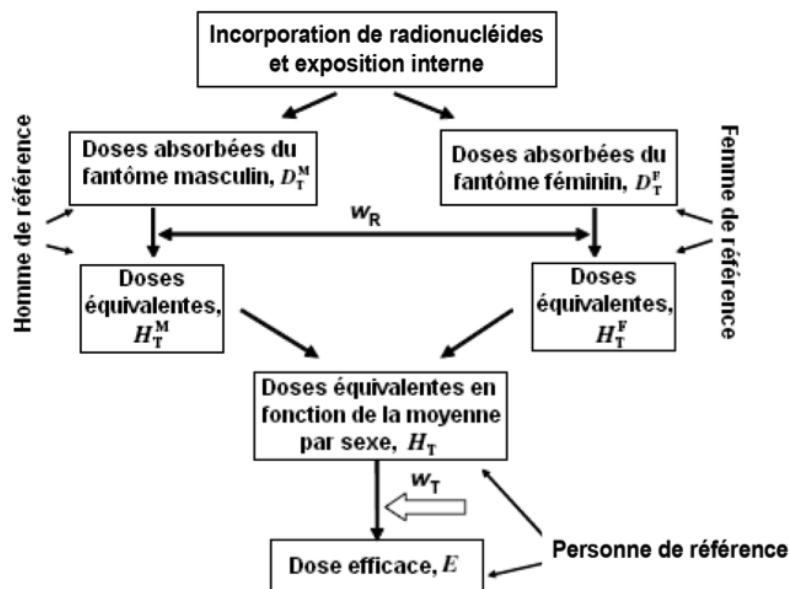 Incorporation de radionucléides
et exposition interne
Doses absorbées du
fantôme masculin, D_T^M
Doses absorbées du
fantôme féminin, D_T^F
Homme de référence
Femme de référence
w_R
Doses
équivalentes,
H_T^M
Doses
équivalentes,
H_T^F
Doses équivalentes en
fonction de la moyenne
par sexe, H_T
w_T
Personne de référence
Dose efficace, E